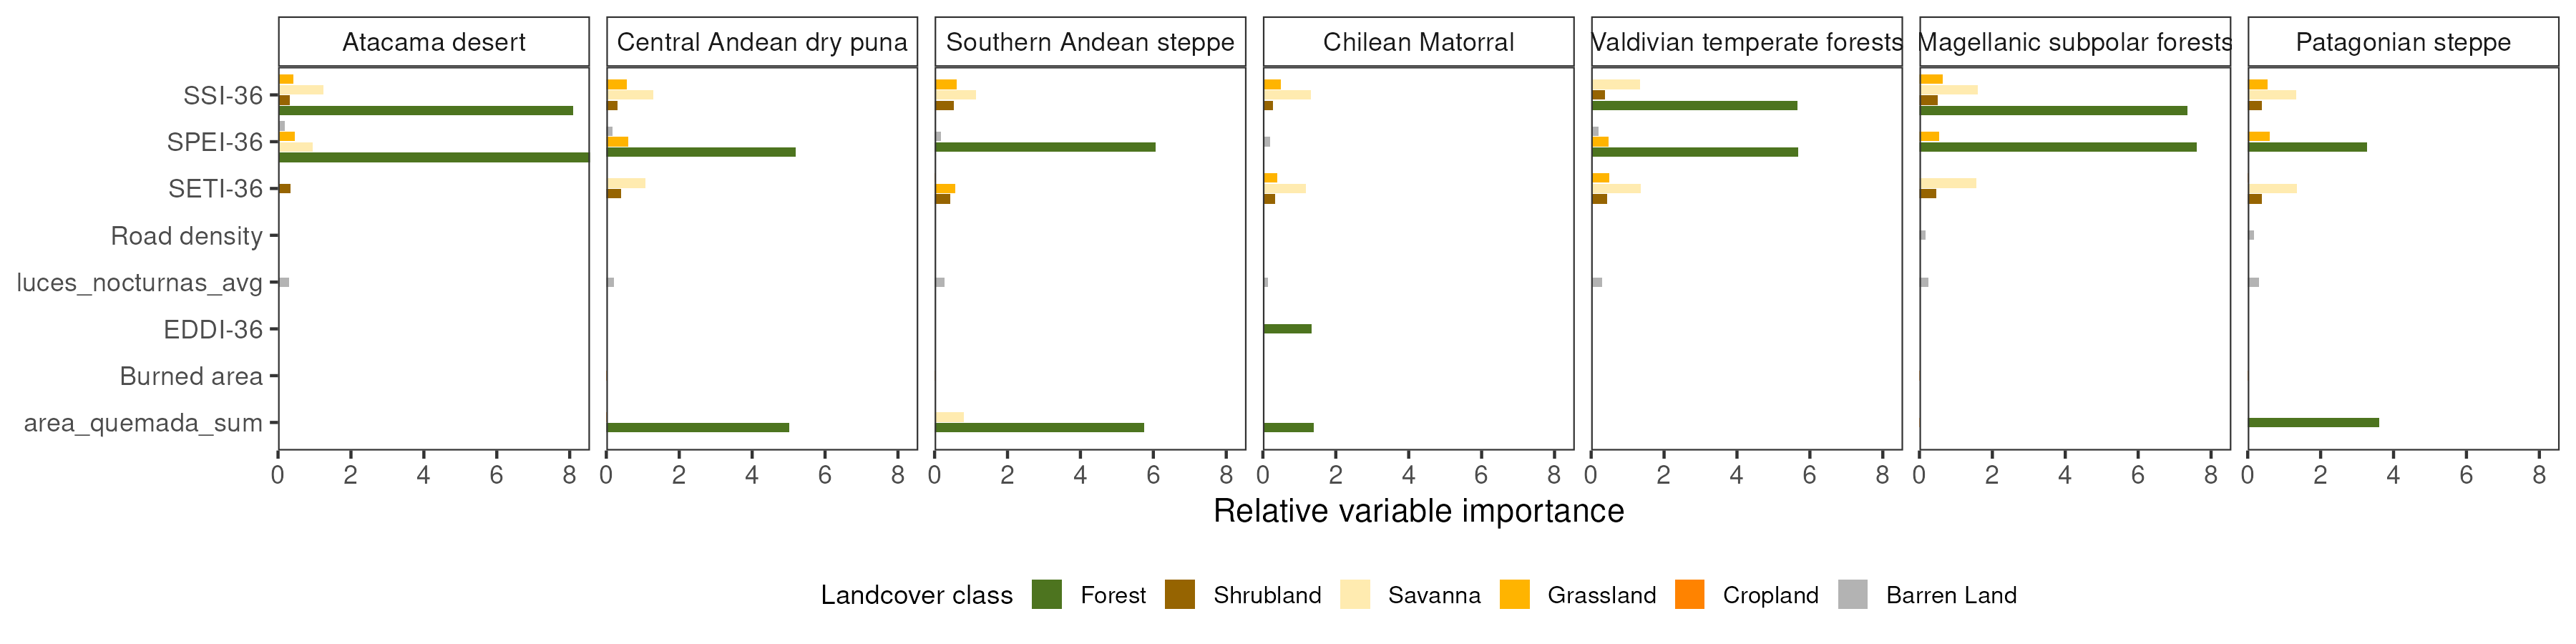 Atacama desert
Central Andean dry puna
Southern Andean steppe
Chilean Matorral
Valdivian temperate forests
Magellanic subpolar forests
Patagonian steppe
SSI-36
SPEI-36
SETI-36
Road density
luces_nocturnas_avg
EDDI-36
Burned area
area_quemada_sum
0 2 4 6 8
0 2 4 6 8
0 2 4 6 8
0 2 4 6 8
0 2 4 6 8
0 2 4 6 8
0 2 4 6 8
Relative variable importance
Landcover class Forest Shrubland Savanna Grassland Cropland Barren Land